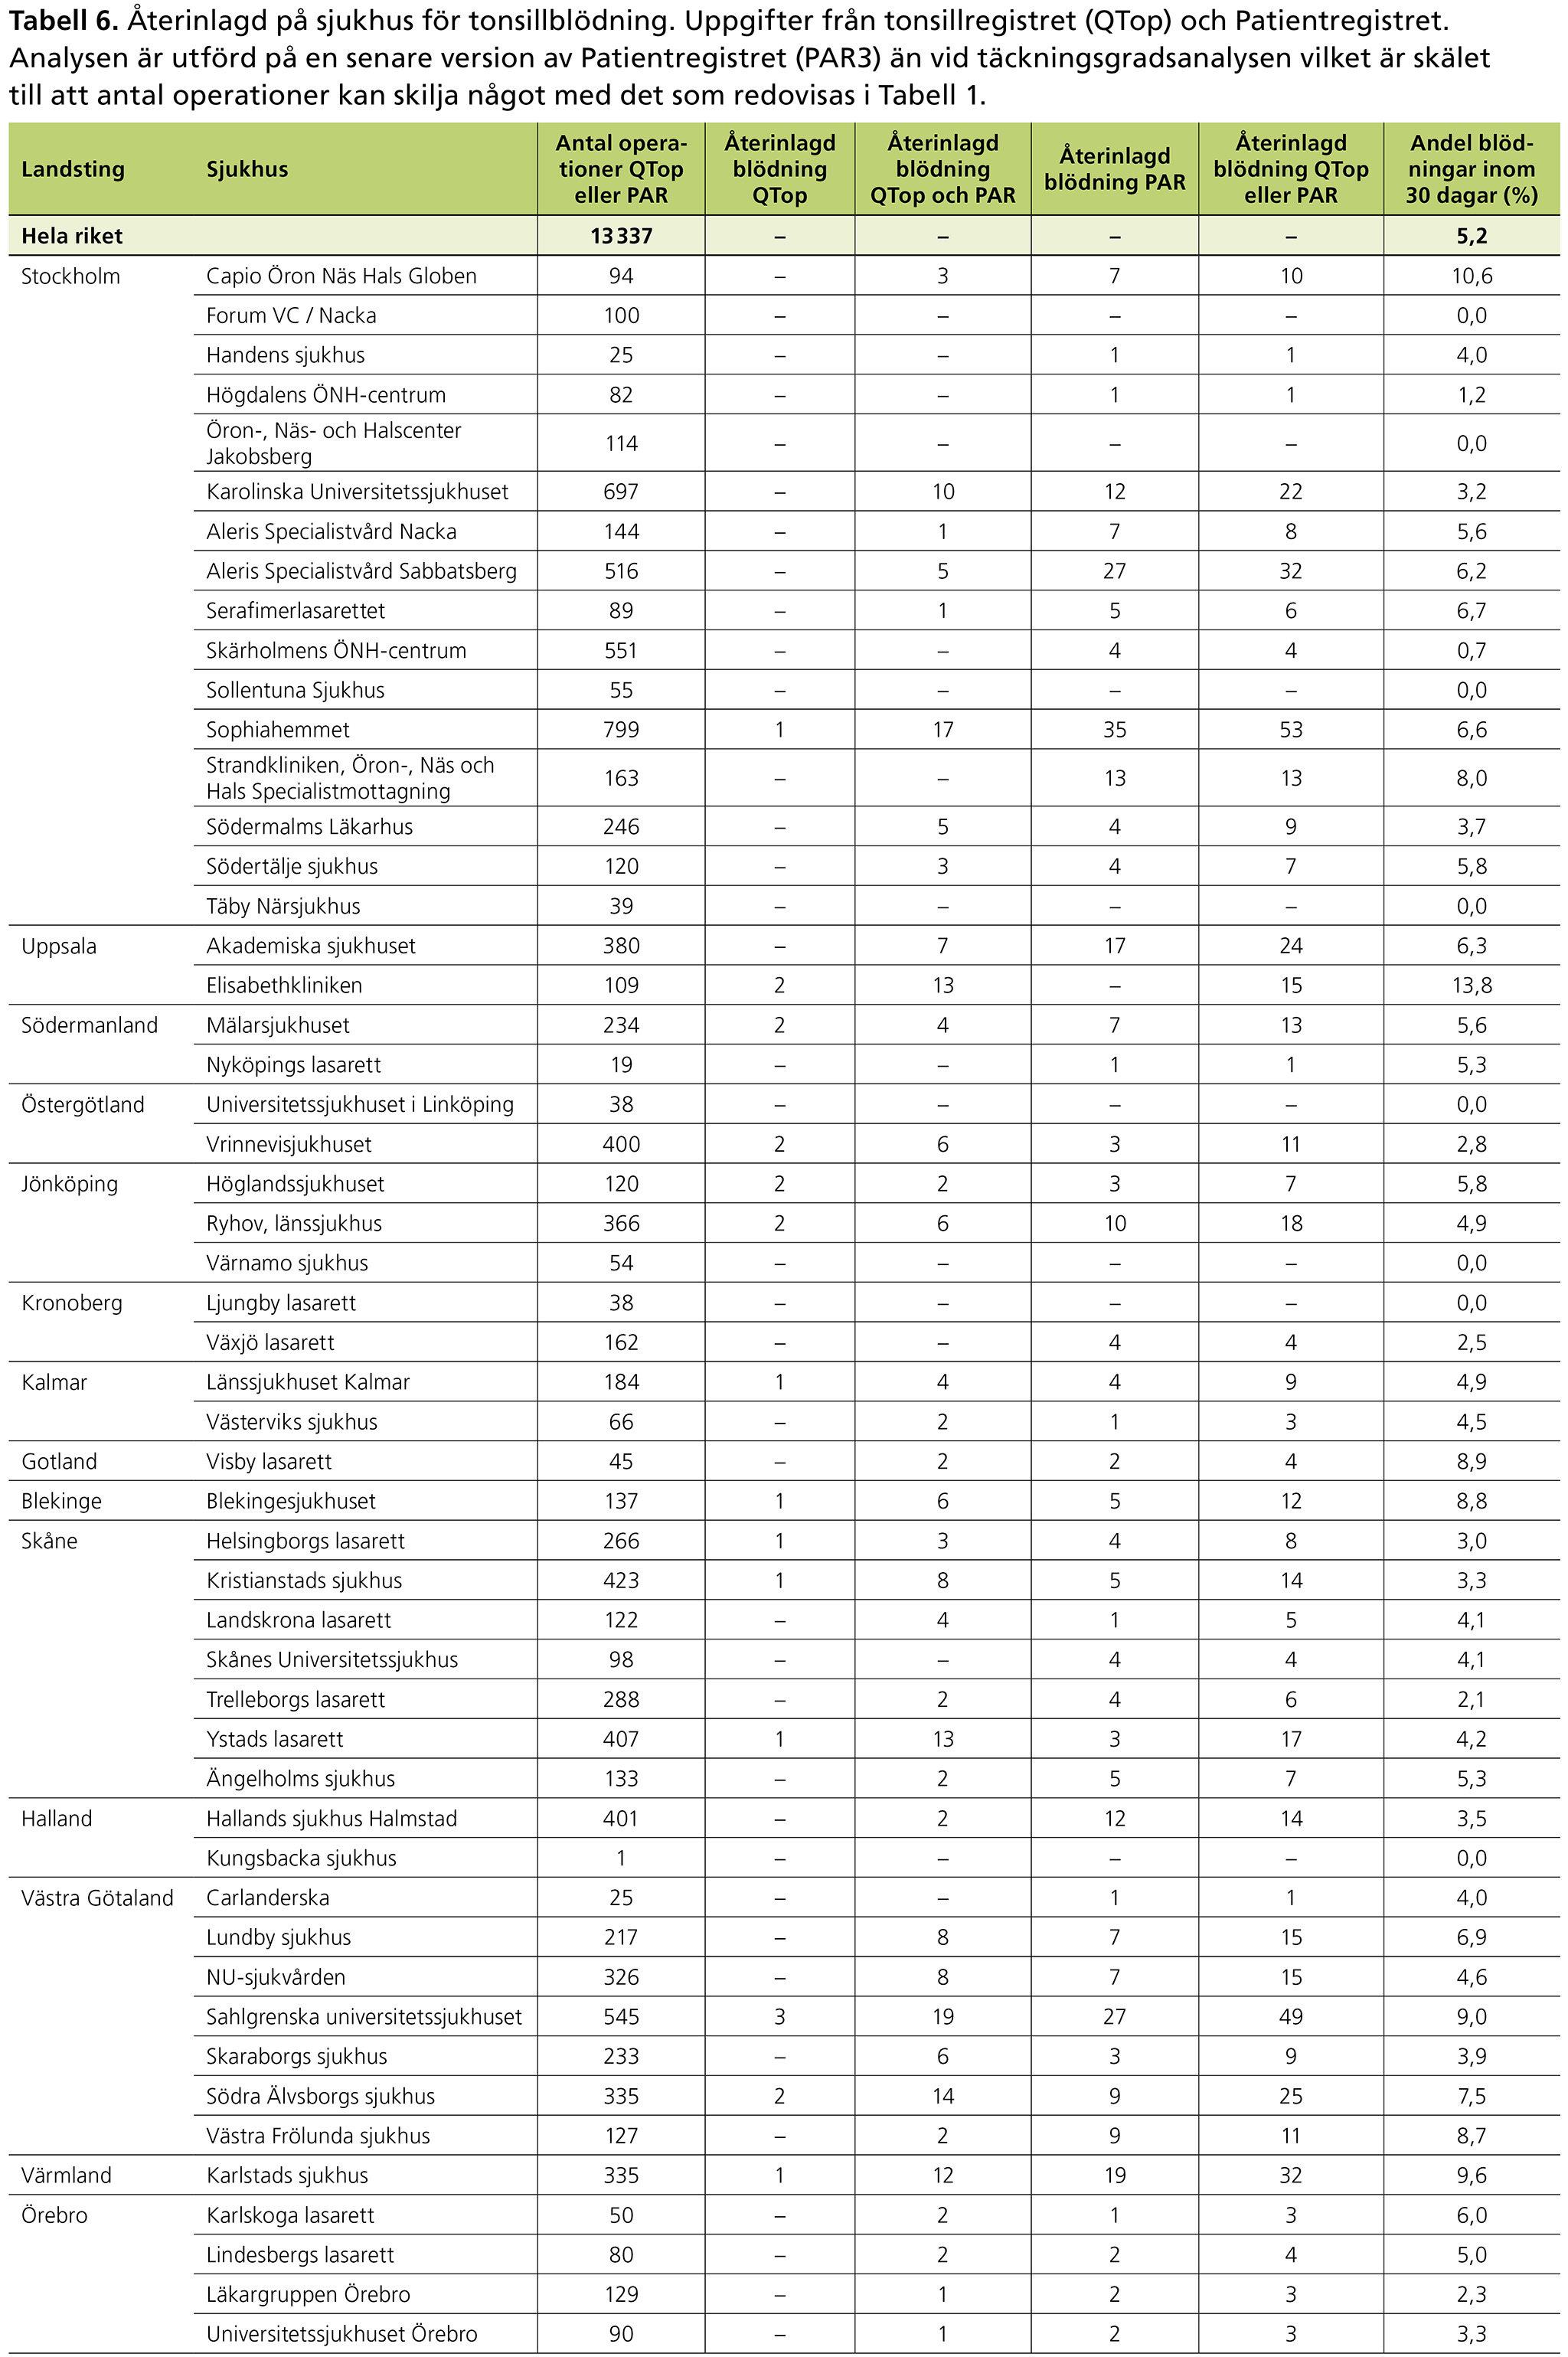 Tabell 6. Återinlagd på sjukhus för tonsillblödning. Uppgifter från tonsillregistret (QTop) och Patientregistret.
Analysen är utförd på en senare version av Patientregistret (PAR3) än vid täckningsgradsanalysen vilket är skälet
till att antal operationer kan skilja något med det som redovisas i Tabell 1.
Landsting Sjukhus Antal opera-tioner QTop eller PAR Återinlagd blödning QTop Återinlagd blödning QTop och PAR Återinlagd blödning PAR Återinlagd blödning QTop eller PAR Andel blöd-ningar inom 30 dagar (%)
Hela riket 13 337 – – – – 5,2
Stockholm Capio Öron Näs Hals Globen 94 – 3 7 10 10,6
Forum VC / Nacka 100 – – – – 0,0
Handens sjukhus 25 – – 1 1 4,0
Högdalens ÖNH-centrum 82 – – 1 1 1,2
Öron-, Näs- och Halscenter
Jakobsberg 114 – – – – 0,0
Karolinska Universitetssjukhuset 697 – 10 12 22 3,2
Aleris Specialistvård Nacka 144 – 1 7 8 5,6
Aleris Specialistvård Sabbatsberg 516 – 5 27 32 6,2
Serafimerlasarettet 89 – 1 5 6 6,7
Skärholmens ÖNH-centrum 551 – – 4 4 0,7
Sollentuna Sjukhus 55 – – – – 0,0
Sophiahemmet 799 1 17 35 53 6,6
Strandkliniken, Öron-, Näs och
Hals Specialistmottagning 163 – – 13 13 8,0
Södermalms Läkarhus 246 – 5 4 9 3,7
Södertälje sjukhus 120 – 3 4 7 5,8
Täby Närsjukhus 39 – – – – 0,0
Uppsala Akademiska sjukhuset 380 – 7 17 24 6,3
Elisabethkliniken 109 2 13 – 15 13,8
Södermanland Mälarsjukhuset 234 2 4 7 13 5,6
Nyköpings lasarett 19 – – 1 1 5,3
Östergötland Universitetssjukhuset i Linköping 38 – – – – 0,0
Vrinnevisjukhuset 400 2 6 3 11 2,8
Jönköping Höglandssjukhuset 120 2 2 3 7 5,8
Ryhov, länssjukhus 366 2 6 10 18 4,9
Värnamo sjukhus 54 – – – – 0,0
Kronoberg Ljungby lasarett 38 – – – – 0,0
Växjö lasarett 162 – – 4 4 2,5
Kalmar Länssjukhuset Kalmar 184 1 4 4 9 4,9
Västerviks sjukhus 66 – 2 1 3 4,5
Gotland Visby lasarett 45 – 2 2 4 8,9
Blekinge Blekingesjukhuset 137 1 6 5 12 8,8
Skåne Helsingborgs lasarett 266 1 3 4 8 3,0
Kristianstads sjukhus 423 1 8 5 14 3,3
Landskrona lasarett 122 – 4 1 5 4,1
Skånes Universitetssjukhus 98 – – 4 4 4,1
Trelleborgs lasarett 288 – 2 4 6 2,1
Ystads lasarett 407 1 13 3 17 4,2
Ängelholms sjukhus 133 – 2 5 7 5,3
Halland Hallands sjukhus Halmstad 401 – 2 12 14 3,5
Kungsbacka sjukhus 1 – – – – 0,0
Västra Götaland Carlanderska 25 – – 1 1 4,0
Lundby sjukhus 217 – 8 7 15 6,9
NU-sjukvården 326 – 8 7 15 4,6
Sahlgrenska universitetssjukhuset 545 3 19 27 49 9,0
Skaraborgs sjukhus 233 – 6 3 9 3,9
Södra Älvsborgs sjukhus 335 2 14 9 25 7,5
Västra Frölunda sjukhus 127 – 2 9 11 8,7
Värmland Karlstads sjukhus 335 1 12 19 32 9,6
Örebro Karlskoga lasarett 50 – 2 1 3 6,0
Lindesbergs lasarett 80 – 2 2 4 5,0
Läkargruppen Örebro 129 – 1 2 3 2,3
Universitetssjukhuset Örebro 90 – 1 2 3 3,3